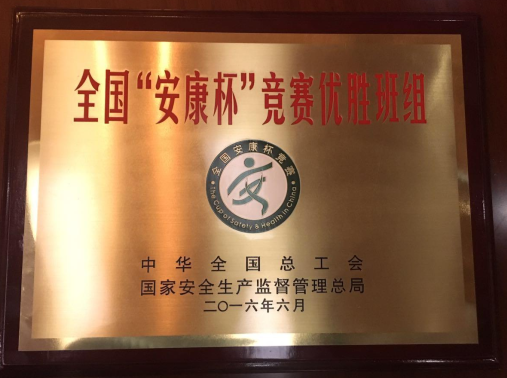 全国“安康杯”竞赛优胜班组
全国安康杯竞赛
安
The Cup of Safety & Health in China
中华全国总工会
国家安全生产监督管理总局
二〇一六年六月